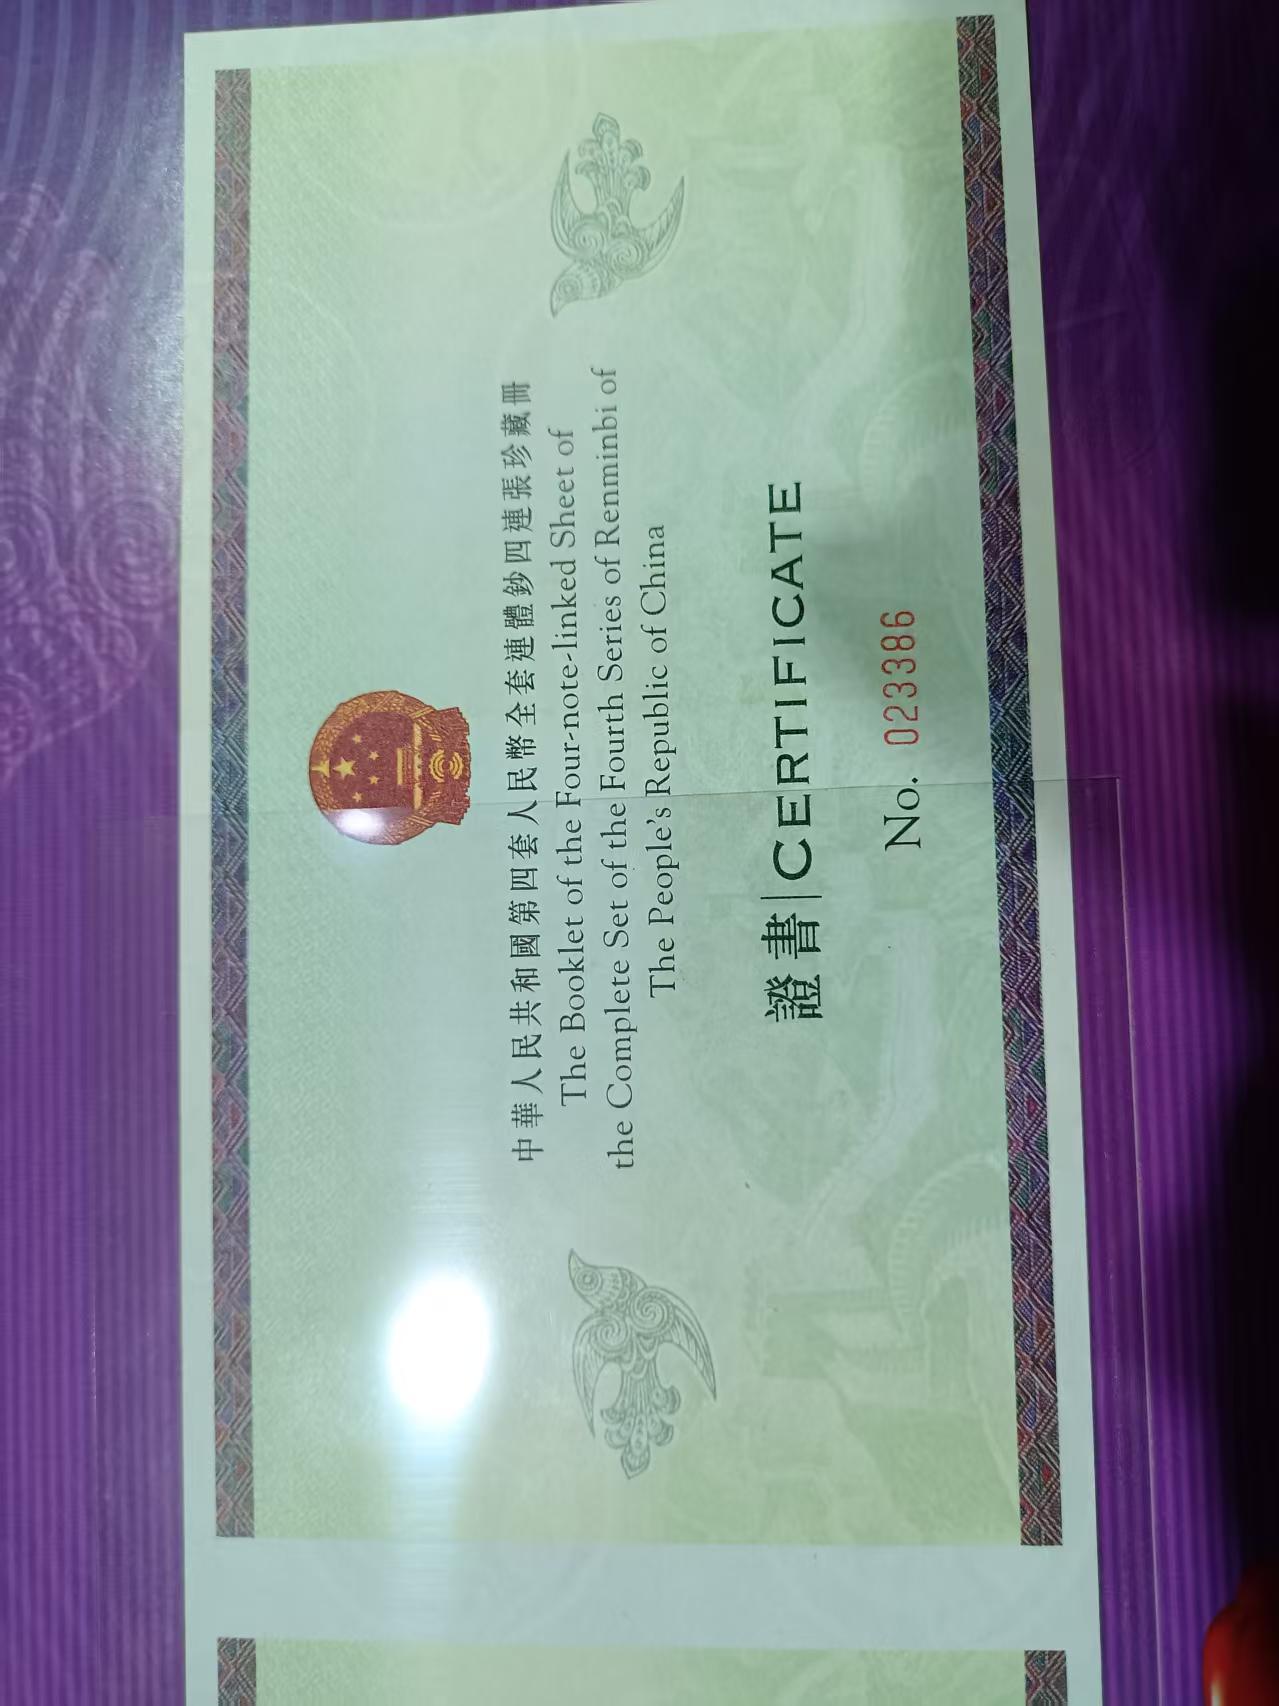 中華人民共和國第四套人民幣全套連體鈔四連張珍藏冊
The Booklet of the Four-note-linked Sheet of
the Complete Set of the Fourth Series of Renminbi of
The People's Republic of China
證書|CERTIFICATE
No. 023386